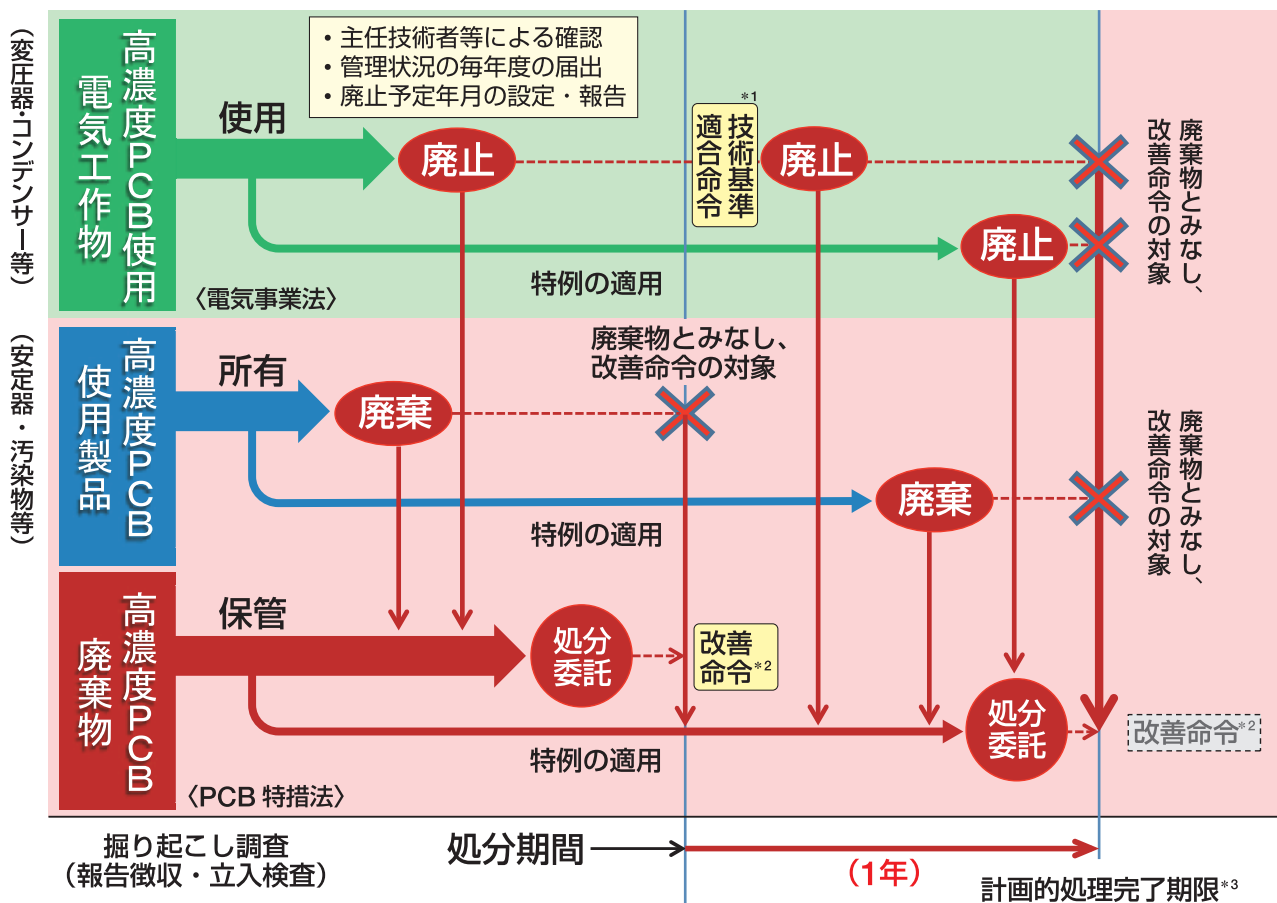 (変圧器・コンデンサー等)
高濃度PCB使用
電気工作物
使用
・主任技術者等による確認
・管理状況の毎年度の届出
・廃止予定年月の設定・報告
廃止
*1
技術基準
適合命令
廃止
廃止
特例の適用
〈電気事業法〉
廃棄物とみなし、
改善命令の対象
(安定器・汚染物等)
高濃度PCB
使用製品
所有
廃棄
廃棄物とみなし、
改善命令の対象
廃棄
特例の適用
廃棄物とみなし、
改善命令の対象
高濃度PCB
廃棄物
保管
処分
委託
改善
命令*2
特例の適用
処分
委託
改善命令*2
〈PCB 特措法〉
掘り起こし調査
(報告徴収・立入検査)
処分期間
(1年)
計画的処理完了期限*3